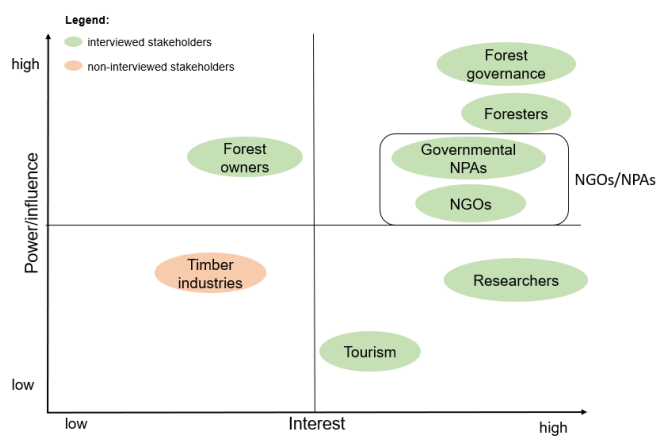 Legend:
interviewed stakeholders
non-interviewed stakeholders
high
Forest
governance
Foresters
Forest
owners
Governmental
NPAs
NGOs/NPAs
NGOs
Power/influence
Timber
industries
Researchers
Tourism
low
low
Interest
high